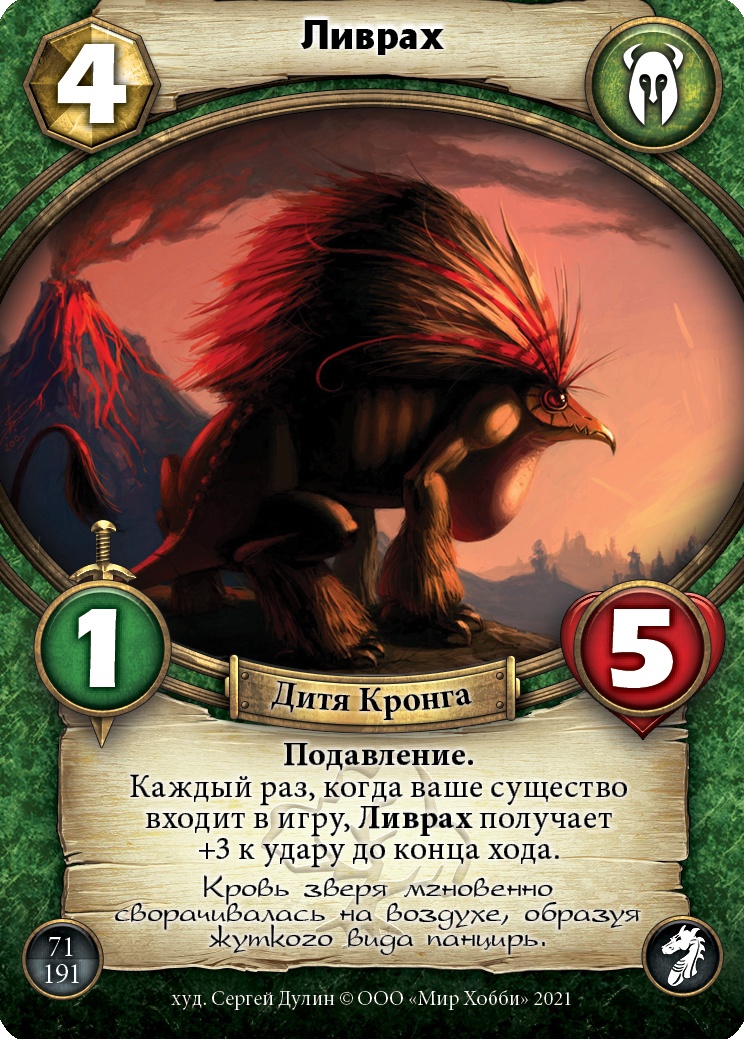 Ливрах
4
1
5
Дитя Кронга
Подавление.
Каждый раз, когда ваше существо
входит в игру, Ливрах получает
+3 к удару до конца хода.
Кровь зверя мгновенно
сворачивалась на воздухе, образуя
жуткого вида панцирь.
71
191
худ. Сергей Дулин © ООО «Мир Хобби» 2021